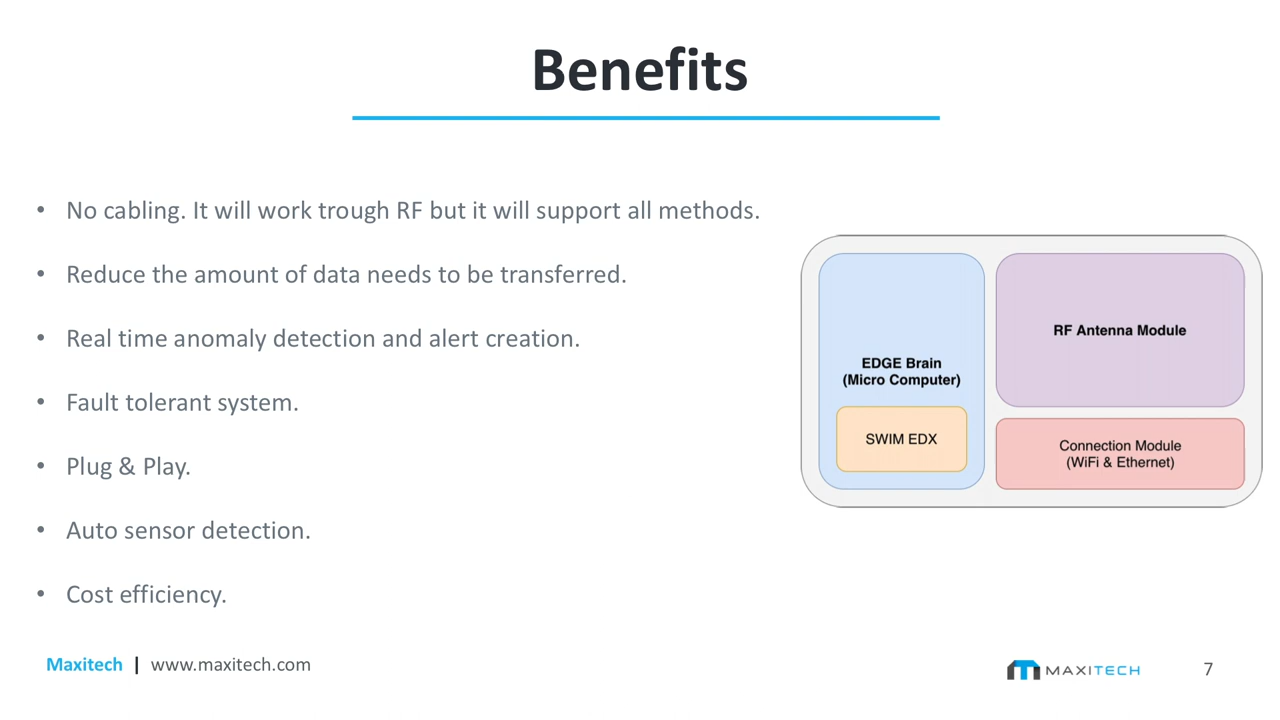 Benefits
• No cabling. It will work trough RF but it will support all methods.
• Reduce the amount of data needs to be transferred.
• Real time anomaly detection and alert creation.
• Fault tolerant system.
• Plug & Play.
• Auto sensor detection.
• Cost efficiency.
EDGE Brain
(Micro Computer)
SWIM EDX
RF Antenna Module
Connection Module
(WiFi & Ethernet)
Maxitech | www.maxitech.com
MAXITECH
7